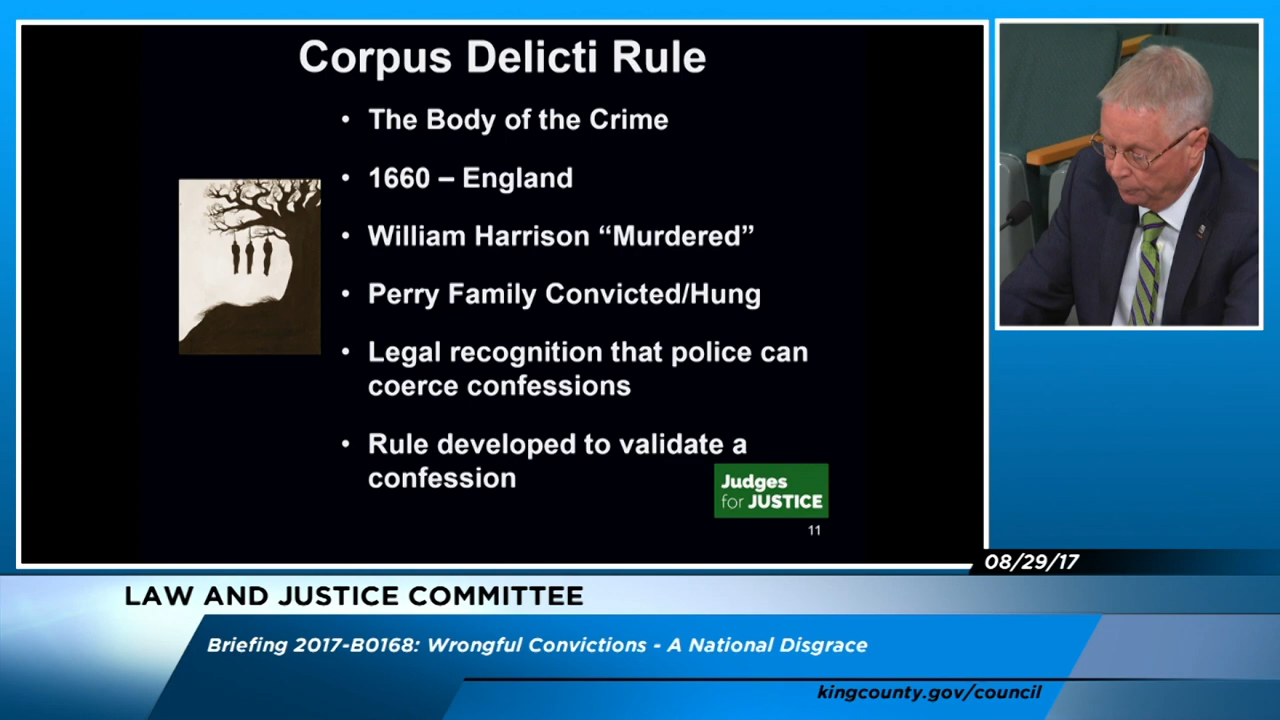 Corpus Delicti Rule
• The Body of the Crime
• 1660 – England
• William Harrison “Murdered”
• Perry Family Convicted/Hung
• Legal recognition that police can
coerce confessions
• Rule developed to validate a
confession
Judges
for JUSTICE
11
08/29/17
LAW AND JUSTICE COMMITTEE
Briefing 2017-B0168: Wrongful Convictions - A National Disgrace
kingcounty.gov/council